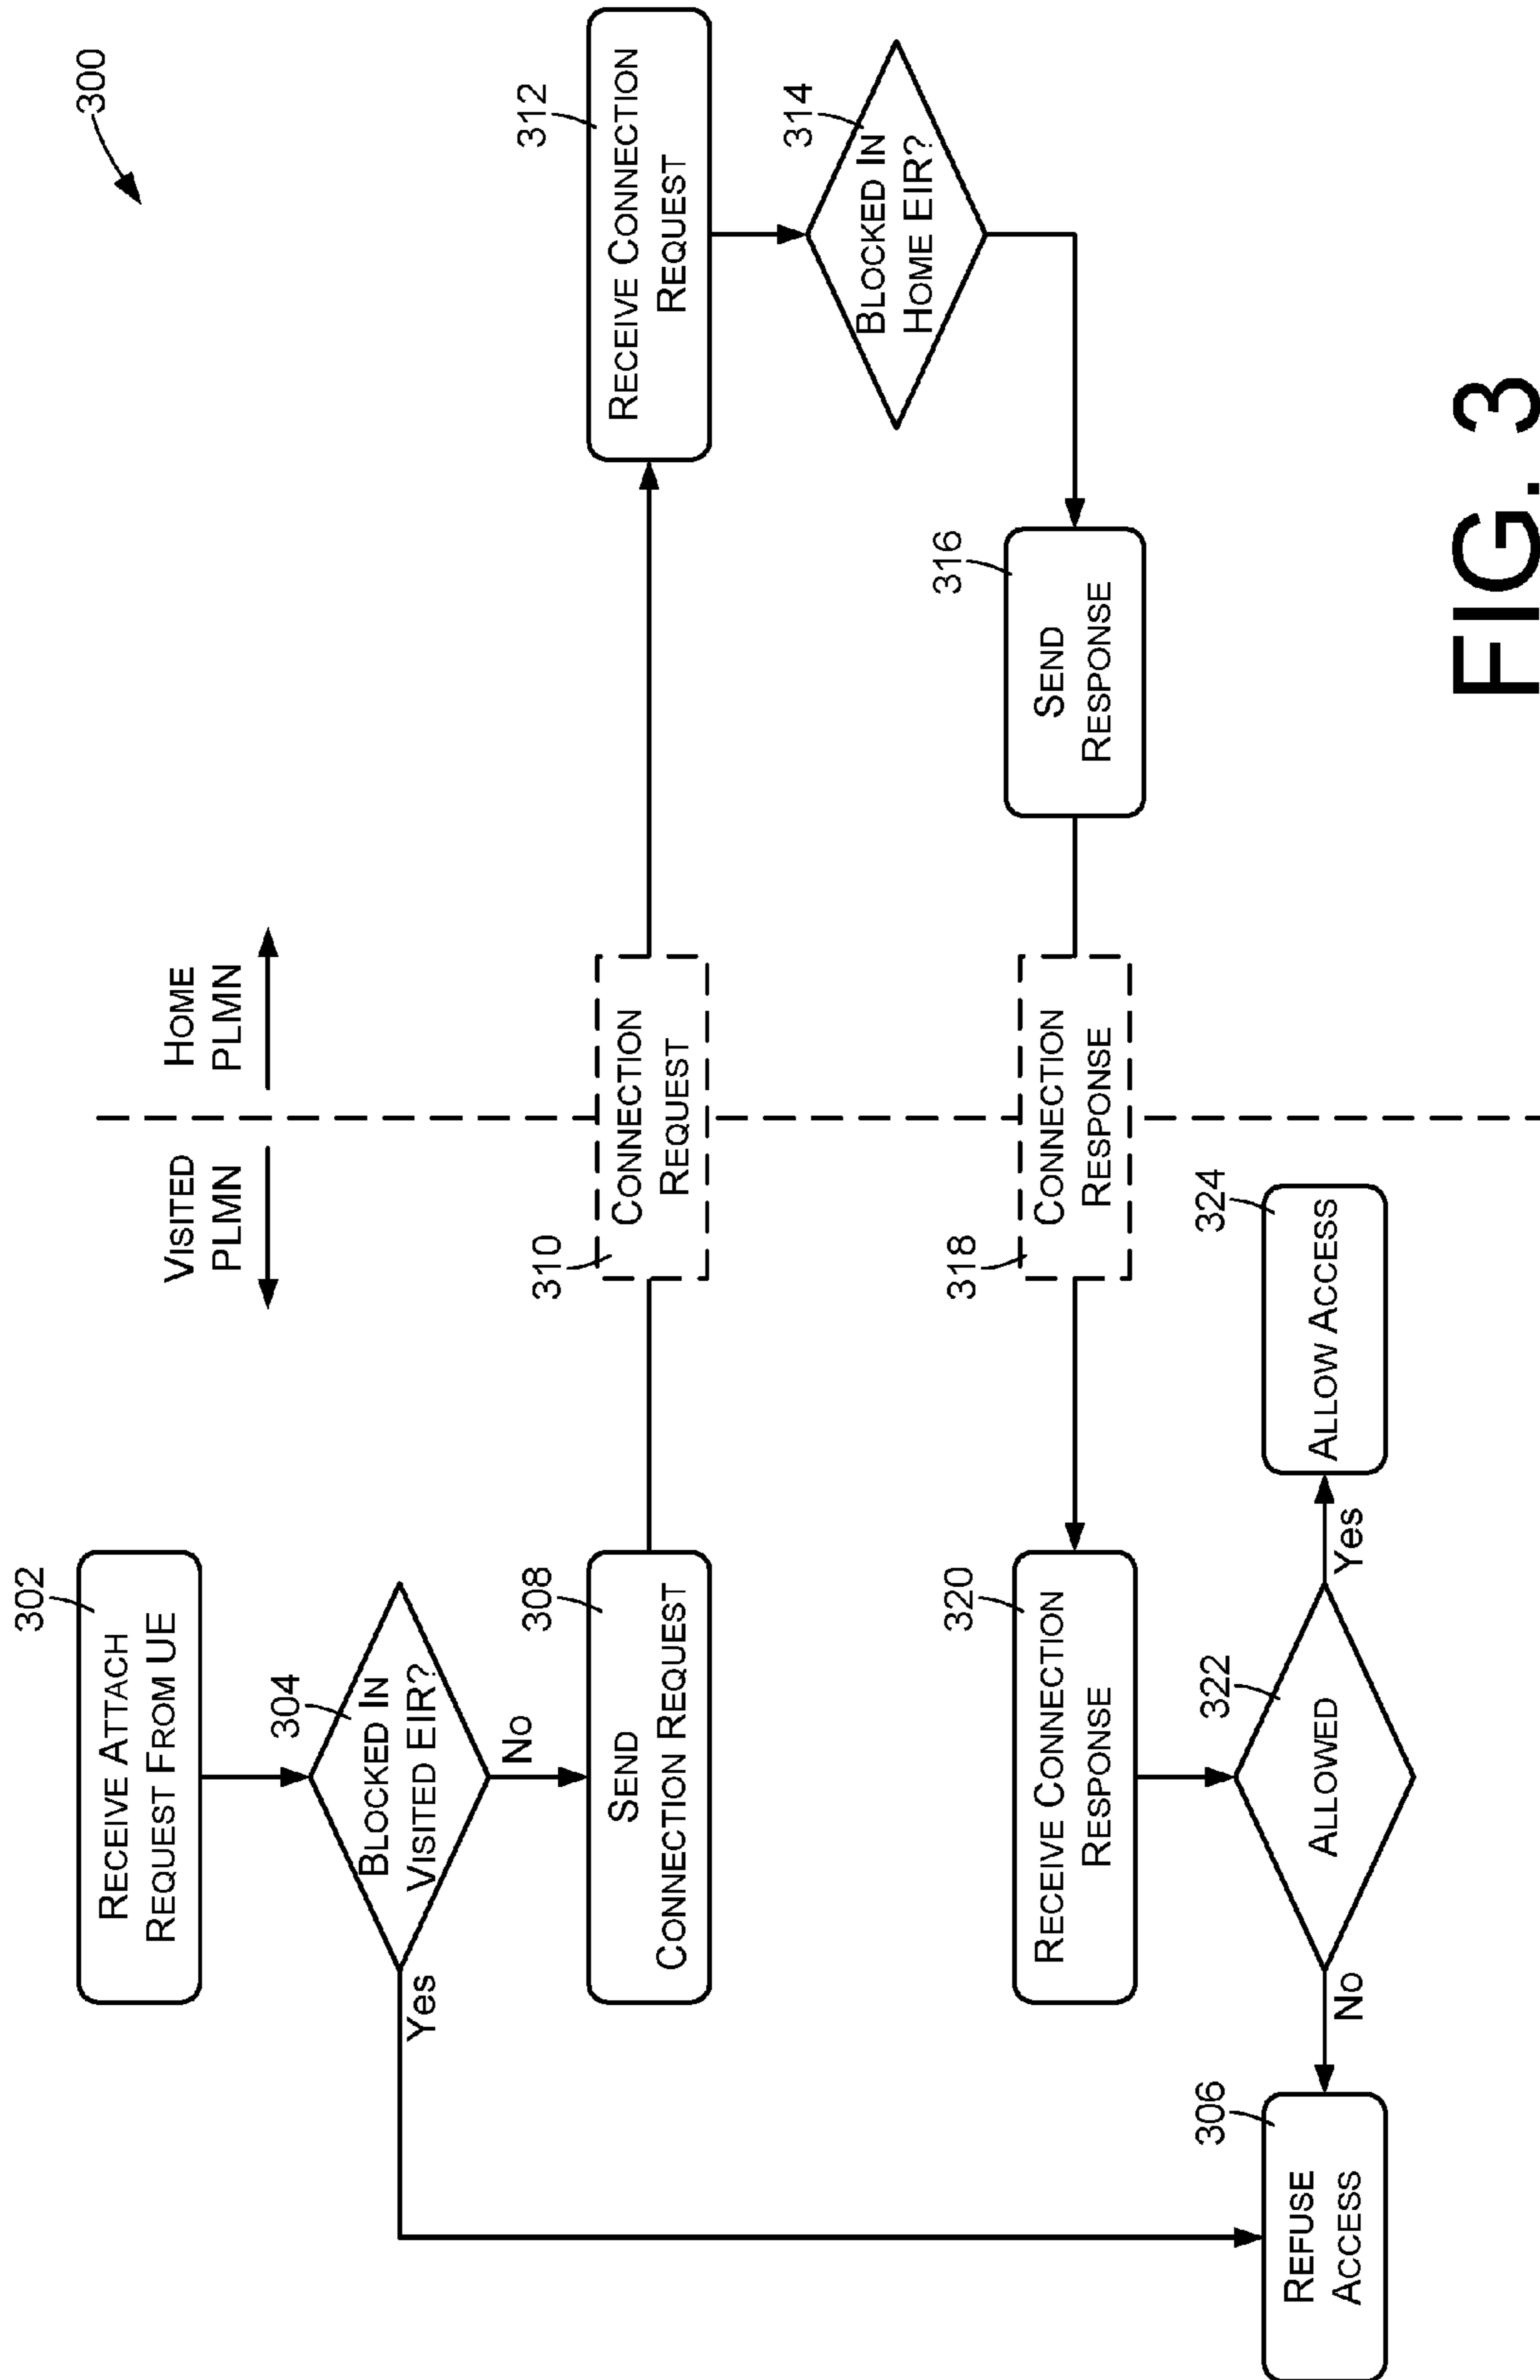 300
VISITED
PLMN
HOME
PLMN
302
RECEIVE ATTACH
REQUEST FROM UE
304
BLOCKED IN
VISITED EIR?
Yes
No
308
SEND
CONNECTION REQUEST
310
CONNECTION
REQUEST
312
RECEIVE CONNECTION
REQUEST
314
BLOCKED IN
HOME EIR?
316
SEND
RESPONSE
318
CONNECTION
RESPONSE
320
RECEIVE CONNECTION
RESPONSE
322
ALLOWED
No
Yes
306
REFUSE
ACCESS
324
ALLOW ACCESS
FIG. 3